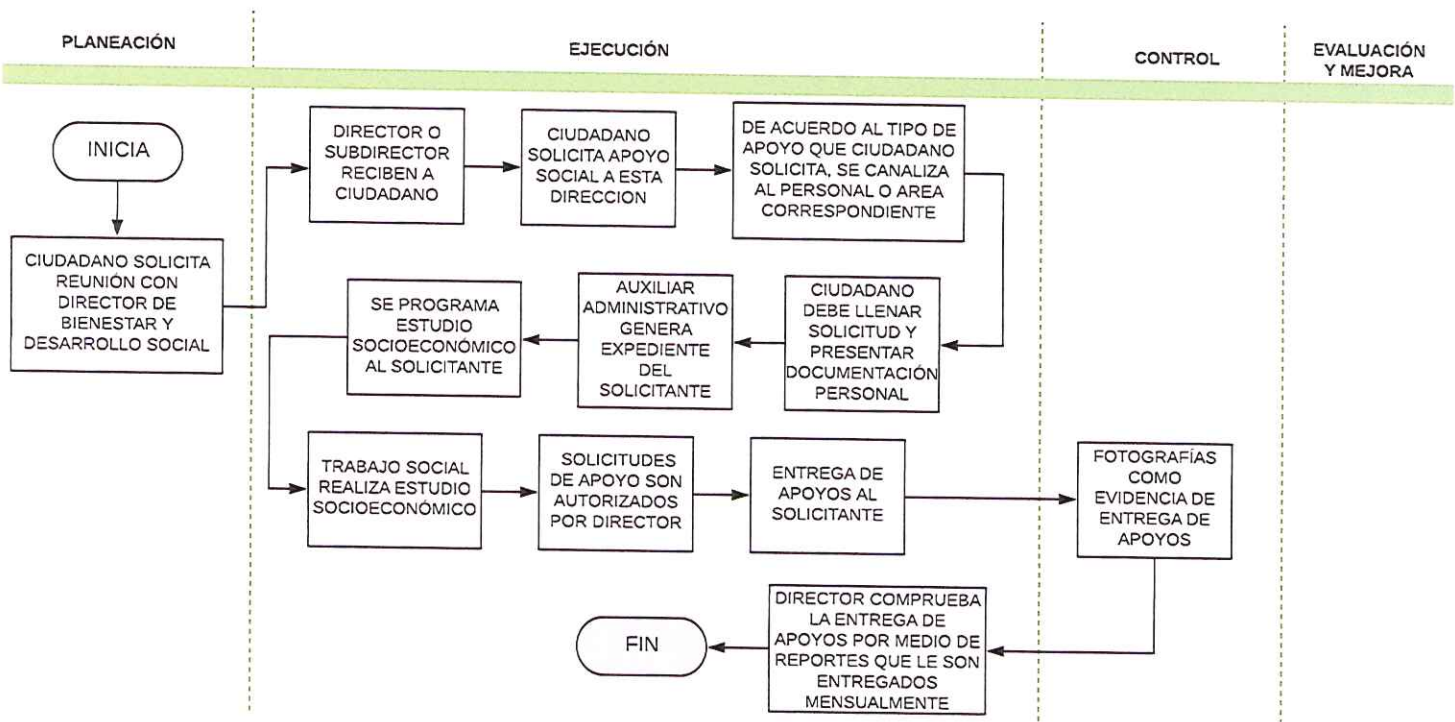 PLANEACIÓN
EJECUCIÓN
CONTROL
EVALUACIÓN
Y MEJORA
INICIA
CIUDADANO SOLICITA
REUNIÓN CON
DIRECTOR DE
BIENESTAR Y
DESARROLLO SOCIAL
DIRECTOR O
SUBDIRECTOR
RECIBEN A
CIUDADANO
CIUDADANO
SOLICITA APOYO
SOCIAL A ESTA
DIRECCION
DE ACUERDO AL TIPO DE
APOYO QUE CIUDADANO
SOLICITA, SE CANALIZA
AL PERSONAL O AREA
CORRESPONDIENTE
CIUDADANO
DEBE LLENAR
SOLICITUD Y
PRESENTAR
DOCUMENTACIÓN
PERSONAL
AUXILIAR
ADMINISTRATIVO
GENERA
EXPEDIENTE
DEL
SOLICITANTE
SE PROGRAMA
ESTUDIO
SOCIOECONÓMICO
AL SOLICITANTE
TRABAJO SOCIAL
REALIZA ESTUDIO
SOCIOECONÓMICO
SOLICITUDES
DE APOYO SON
AUTORIZADOS
POR DIRECTOR
ENTREGA DE
APOYOS AL
SOLICITANTE
FOTOGRAFÍAS
COMO
EVIDENCIA DE
ENTREGA DE
APOYOS
DIRECTOR COMPRUEBA
LA ENTREGA DE
APOYOS POR MEDIO DE
REPORTES QUE LE SON
ENTREGADOS
MENSUALMENTE
FIN